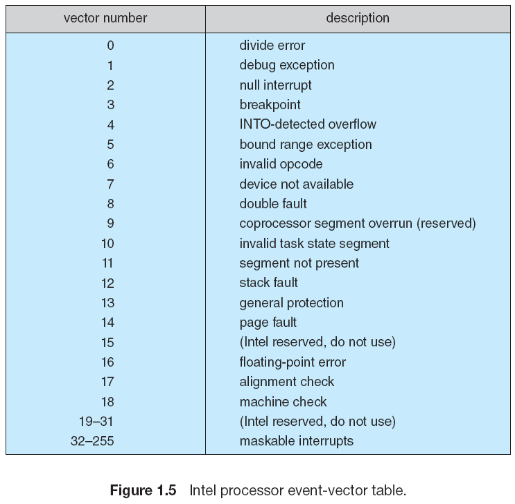 vector number description
0 divide error
1 debug exception
2 null interrupt
3 breakpoint
4 INTO-detected overflow
5 bound range exception
6 invalid opcode
7 device not available
8 double fault
9 coprocessor segment overrun (reserved)
10 invalid task state segment
11 segment not present
12 stack fault
13 general protection
14 page fault
15 (Intel reserved, do not use)
16 floating-point error
17 alignment check
18 machine check
19–31 (Intel reserved, do not use)
32–255 maskable interrupts
Figure 1.5 Intel processor event-vector table.